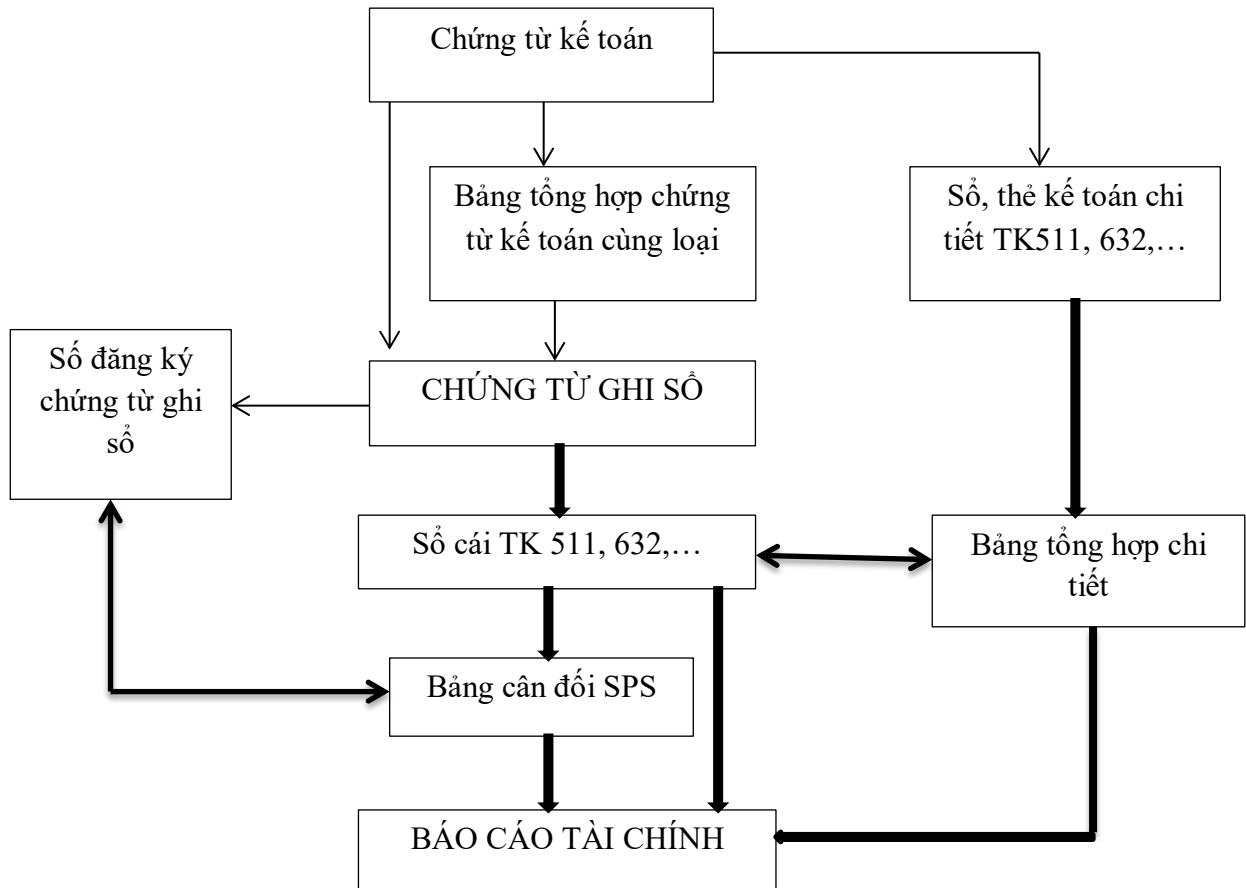 Chứng từ kế toán
Bảng tổng hợp chứng
từ kế toán cùng loại
Sổ, thẻ kế toán chi
tiết TK511, 632,…
Số đăng ký
chứng từ ghi
sổ
CHỨNG TỪ GHI SỔ
Sổ cái TK 511, 632,…
Bảng tổng hợp chi
tiết
Bảng cân đối SPS
BÁO CÁO TÀI CHÍNH